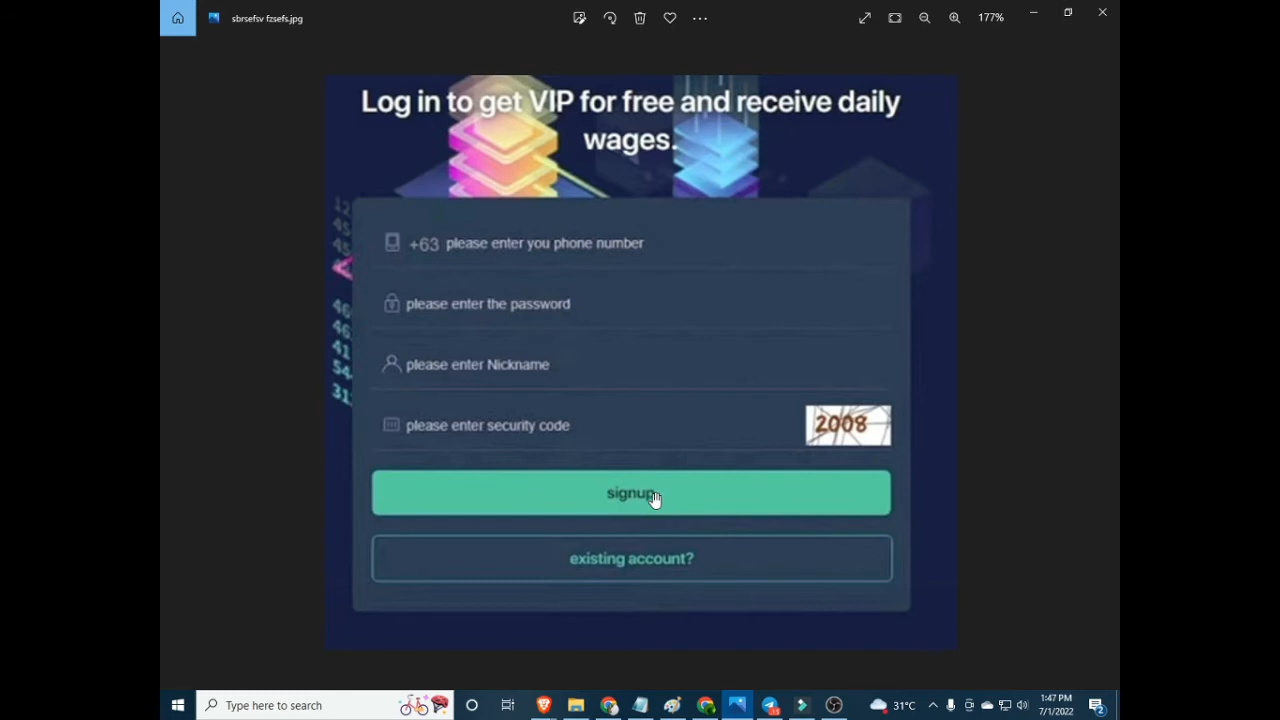 sbrsefsv fzsefs.jpg
177%
Log in to get VIP for free and receive daily
wages.
+63 please enter you phone number
please enter the password
please enter Nickname
please enter security code
2008
signup
existing account?
Type here to search
31°C
1:47 PM
7/1/2022
2